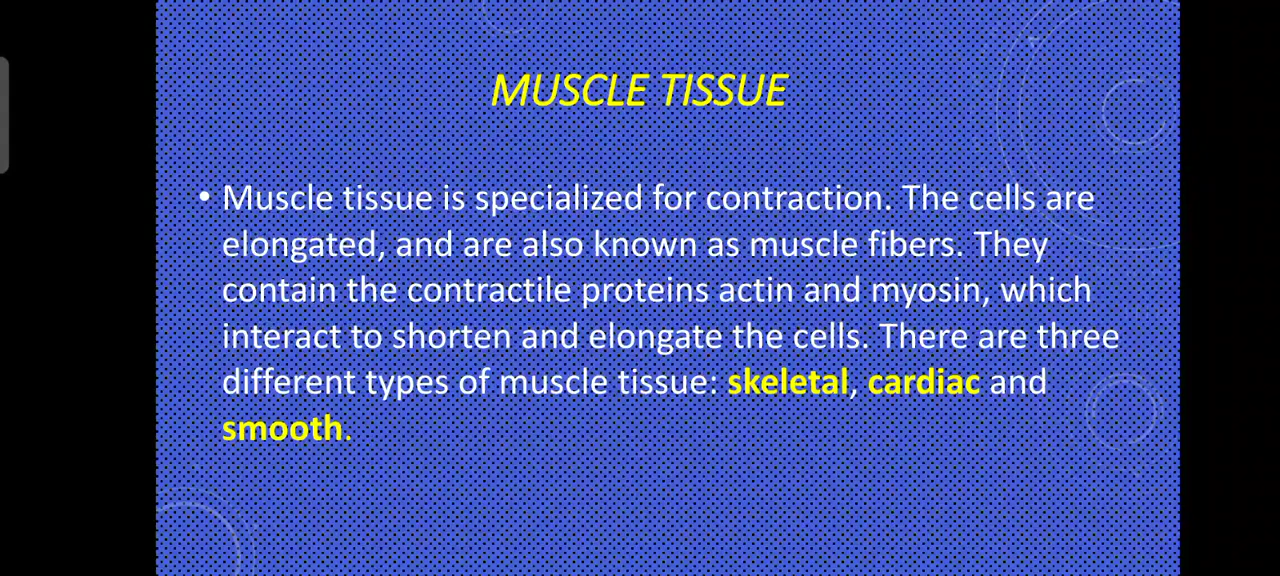 MUSCLE TISSUE
• Muscle tissue is specialized for contraction. The cells are
elongated, and are also known as muscle fibers. They
contain the contractile proteins actin and myosin, which
interact to shorten and elongate the cells. There are three
different types of muscle tissue: skeletal, cardiac and
smooth.